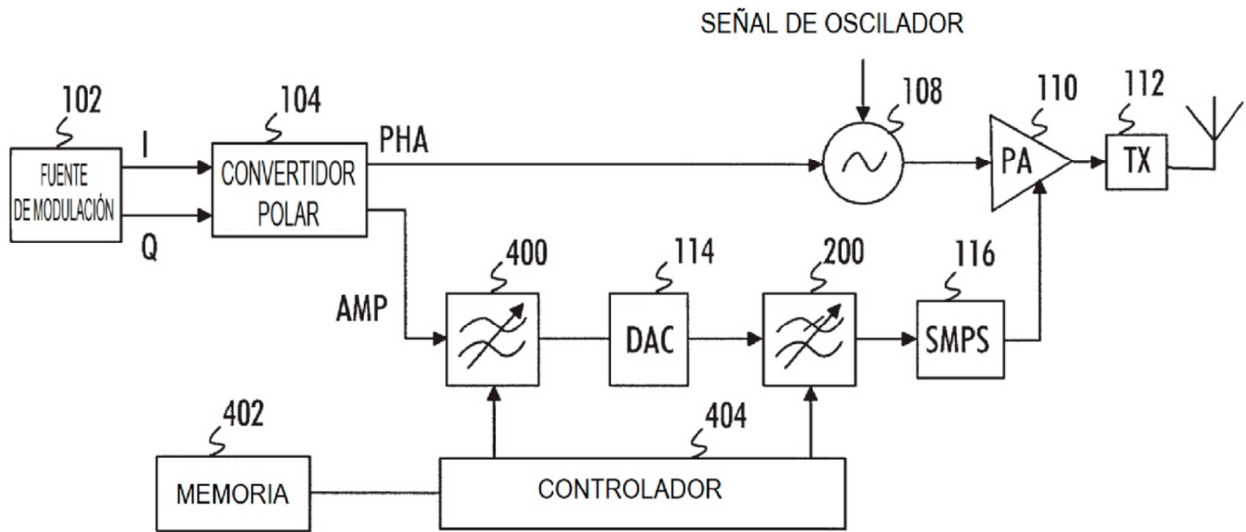 SEÑAL DE OSCILADOR
102
I
104
PHA
108
110
112
FUENTE
DE MODULACIÓN
CONVERTIDOR
POLAR
PA
TX
Q
400
114
200
116
AMP
DAC
SMPS
402
404
MEMORIA
CONTROLADOR